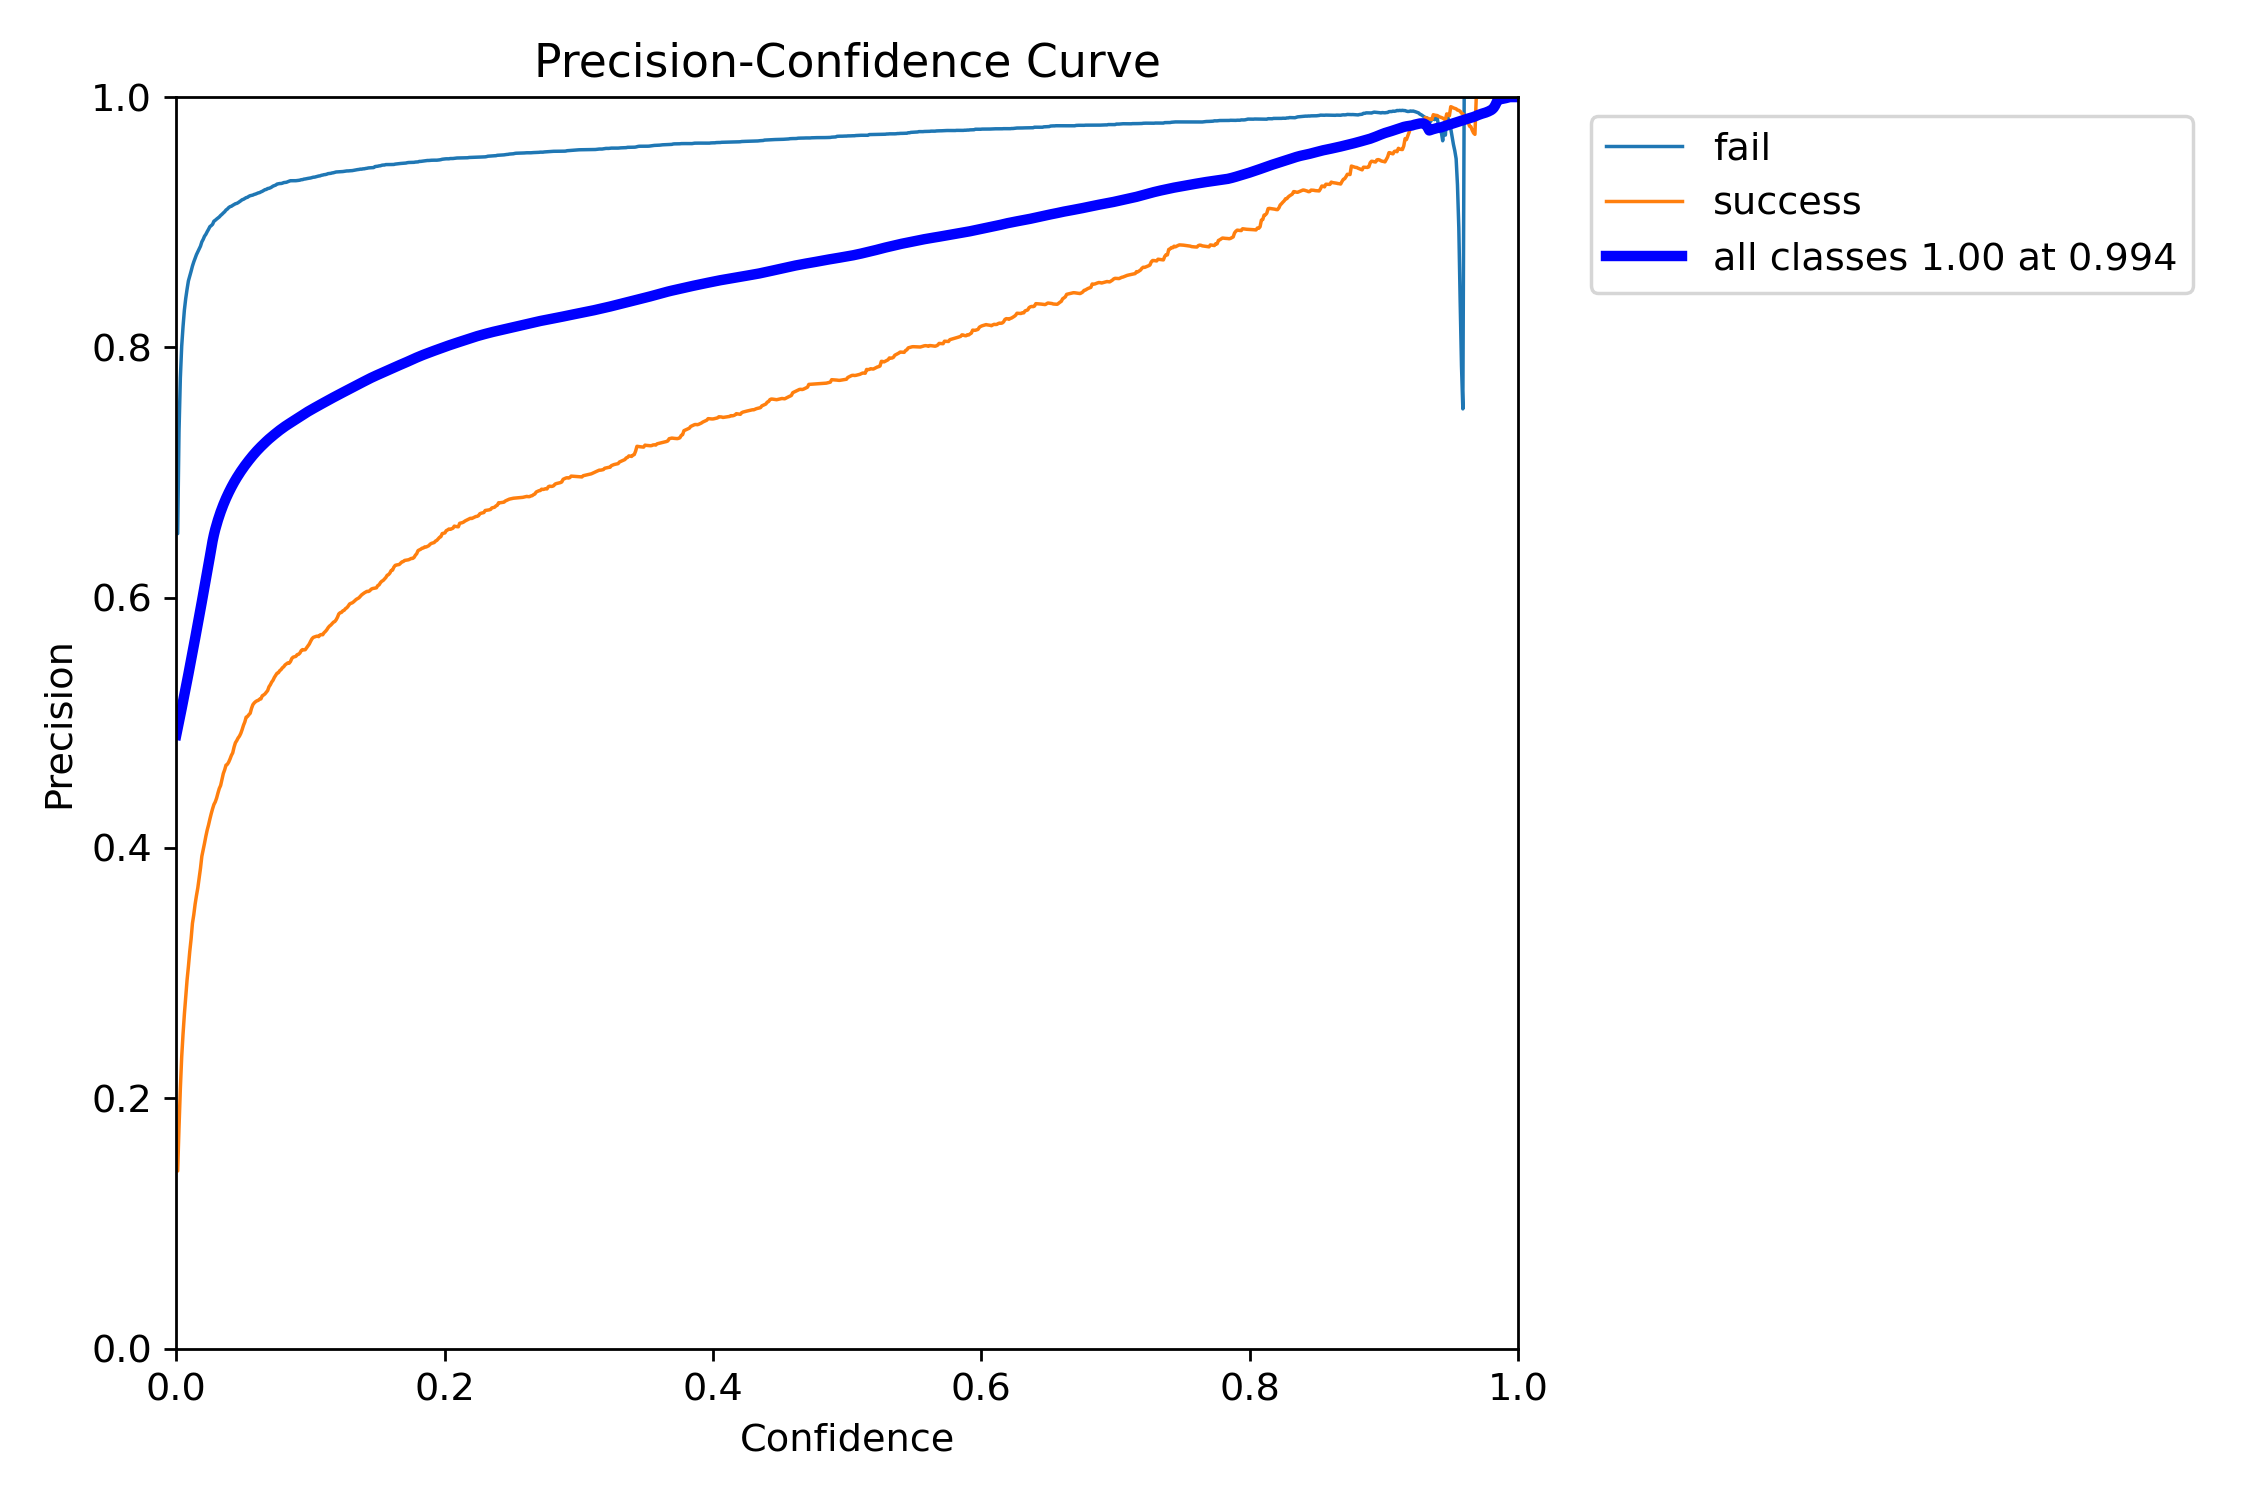 Precision-Confidence Curve
1.0
0.8
0.6
0.4
0.2
0.0
Precision
0.0 0.2 0.4 0.6 0.8 1.0
Confidence
fail
success
all classes 1.00 at 0.994